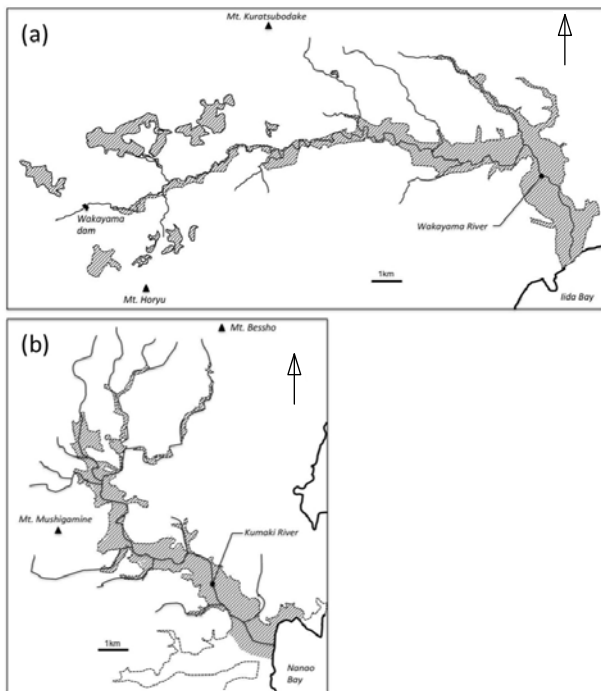 (a)
Mt. Kuratsubodake
Wakayama
dam
Mt. Horyu
Wakayama
River
1km
Iida Bay
(b)
Mt. Bessho
Mt. Mushigamine
Kumaki River
1km
Nanao
Bay